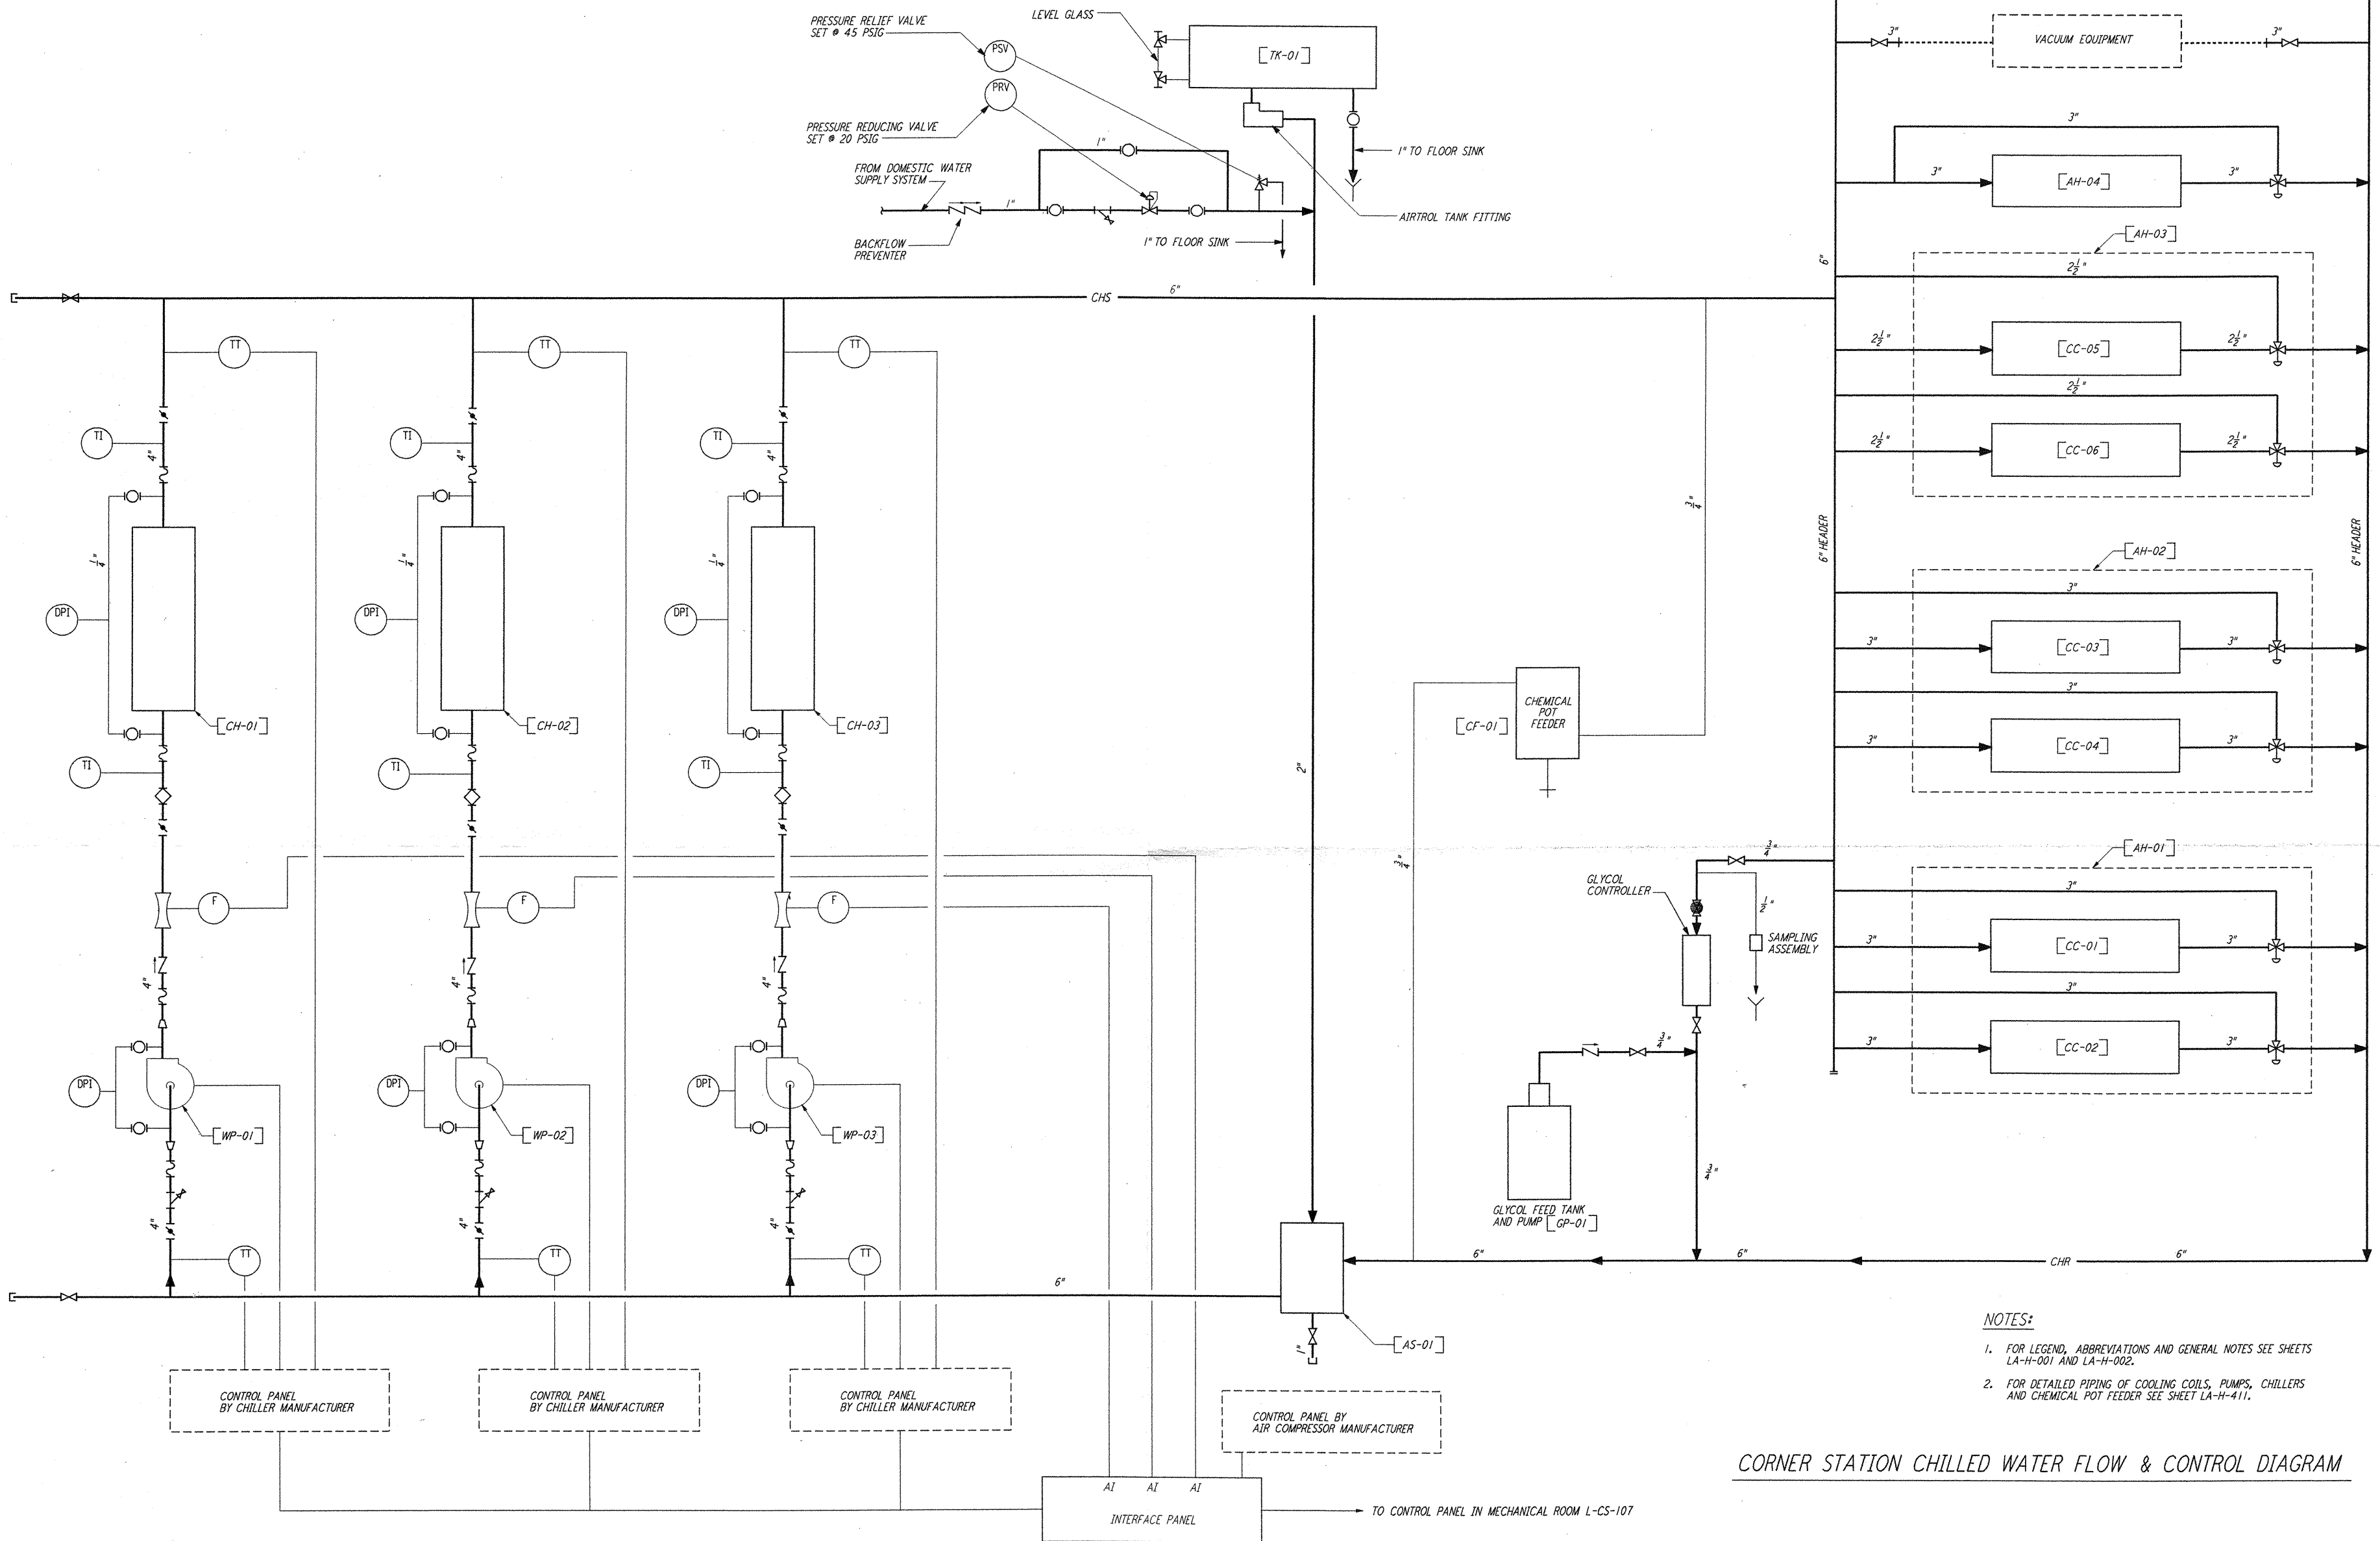 PRESSURE RELIEF VALVE
SET @ 45 PSIG
PSV
LEVEL GLASS
[TK-01]
PRV
PRESSURE REDUCING VALVE
SET @ 20 PSIG
1"
1" TO FLOOR SINK
FROM DOMESTIC WATER
SUPPLY SYSTEM
1"
AIRTROL TANK FITTING
BACKFLOW
PREVENTER
1" TO FLOOR SINK
3"
VACUUM EQUIPMENT
3"
3"
3"
[AH-04]
3"
[AH-03]
6"
2½"
2½"
[CC-05]
2½"
2½"
2½"
[CC-06]
2½"
6" HEADER
6" HEADER
[AH-02]
3"
3"
[CC-03]
3"
3"
3"
[CC-04]
3"
[AH-01]
3"
3"
[CC-01]
3"
3"
3"
[CC-02]
3"
CHS
6"
TT
TT
TT
TI
TI
TI
4"
4"
4"
¼"
¼"
¼"
DPI
DPI
DPI
[CH-01]
[CH-02]
[CH-03]
TI
TI
TI
F
F
F
4"
4"
4"
DPI
DPI
DPI
[WP-01]
[WP-02]
[WP-03]
4"
4"
4"
TT
TT
TT
6"
2"
¾"
[CF-01]
CHEMICAL
POT
FEEDER
¾"
¾"
GLYCOL
CONTROLLER
½"
SAMPLING
ASSEMBLY
¾"
¾"
GLYCOL FEED TANK
AND PUMP [GP-01]
6"
6"
CHR
6"
[AS-01]
1"
CONTROL PANEL
BY CHILLER MANUFACTURER
CONTROL PANEL
BY CHILLER MANUFACTURER
CONTROL PANEL
BY CHILLER MANUFACTURER
CONTROL PANEL BY
AIR COMPRESSOR MANUFACTURER
AI
AI
AI
INTERFACE PANEL
TO CONTROL PANEL IN MECHANICAL ROOM L-CS-107
NOTES:
1. FOR LEGEND, ABBREVIATIONS AND GENERAL NOTES SEE SHEETS
LA-H-001 AND LA-H-002.
2. FOR DETAILED PIPING OF COOLING COILS, PUMPS, CHILLERS
AND CHEMICAL POT FEEDER SEE SHEET LA-H-411.
CORNER STATION CHILLED WATER FLOW & CONTROL DIAGRAM